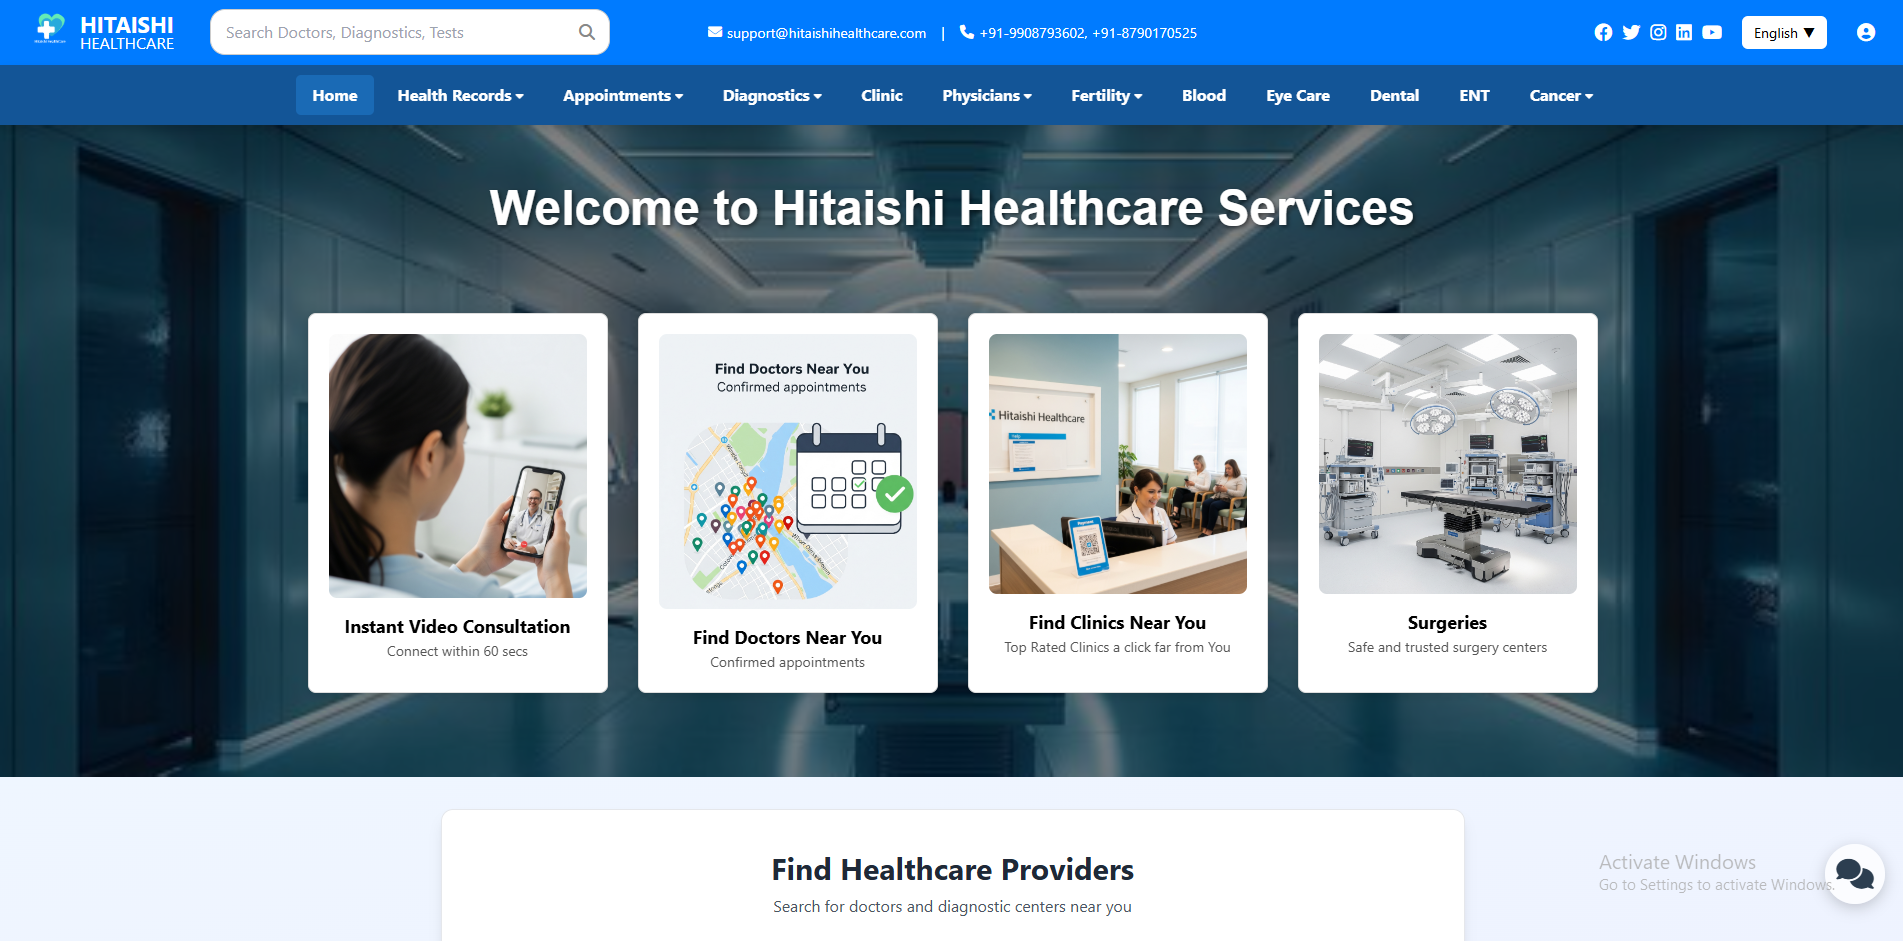 HITAISHI
HEALTHCARE
Search Doctors, Diagnostics, Tests
support@hitaishihealthcare.com | +91-9908793602, +91-8790170525
English ▼
Home Health Records Appointments Diagnostics Clinic Physicians Fertility Blood Eye Care Dental ENT Cancer
Welcome to Hitaishi Healthcare Services
Find Doctors Near You
Confirmed appointments
Hitaishi Healthcare
Instant Video Consultation
Connect within 60 secs
Find Doctors Near You
Confirmed appointments
Find Clinics Near You
Top Rated Clinics a click far from You
Surgeries
Safe and trusted surgery centers
Find Healthcare Providers
Search for doctors and diagnostic centers near you
Activate Windows
Go to Settings to activate Windows.